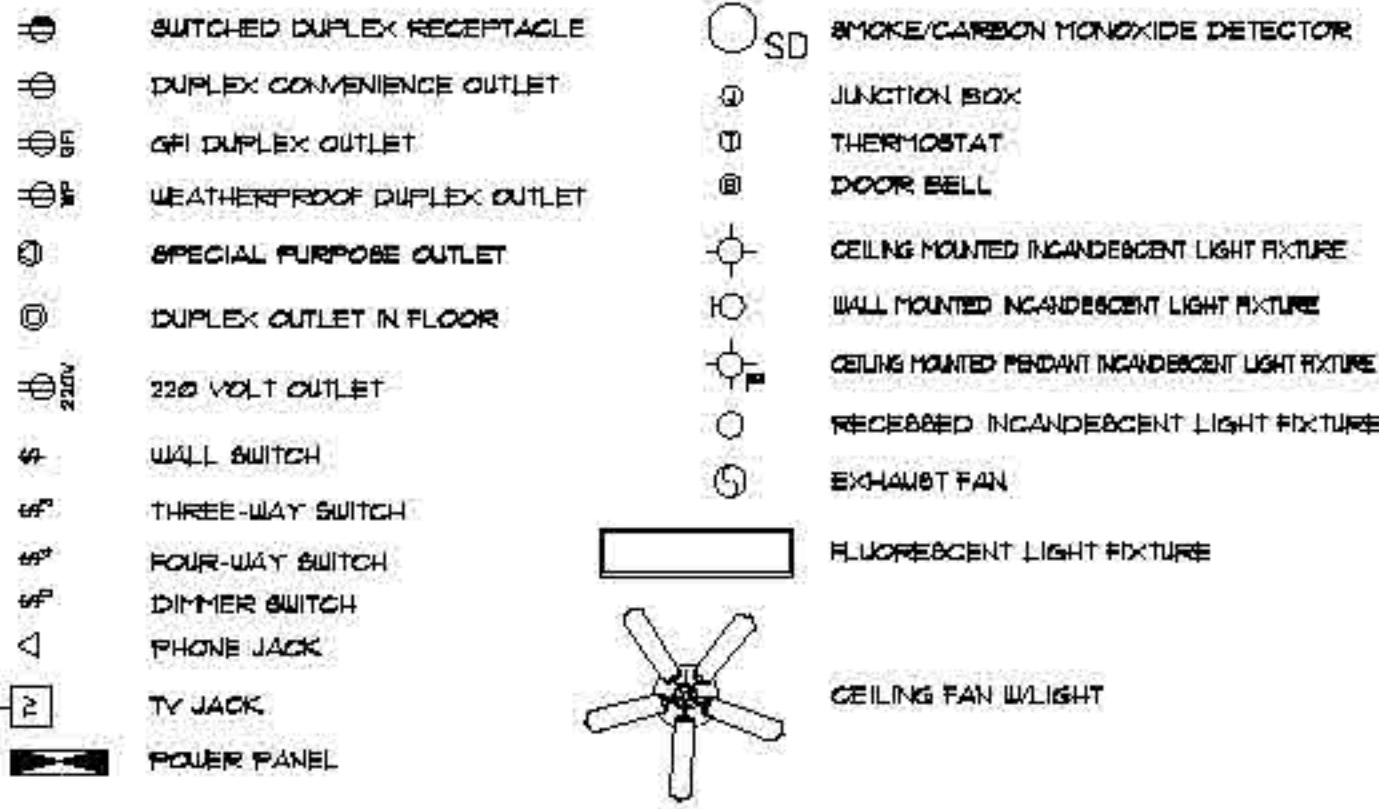 SWITCHED DUPLEX RECEPTACLE
DUPLEX CONVENIENCE OUTLET
GFI GFI DUPLEX OUTLET
WP WEATHERPROOF DUPLEX OUTLET
SPECIAL PURPOSE OUTLET
DUPLEX OUTLET IN FLOOR
220V 220 VOLT OUTLET
WALL SWITCH
THREE-WAY SWITCH
FOUR-WAY SWITCH
DIMMER SWITCH
PHONE JACK
TV TV JACK
POWER PANEL
SD SMOKE/CARBON MONOXIDE DETECTOR
J JUNCTION BOX
T THERMOSTAT
B DOOR BELL
CEILING MOUNTED INCANDESCENT LIGHT FIXTURE
WALL MOUNTED INCANDESCENT LIGHT FIXTURE
CEILING MOUNTED PENDANT INCANDESCENT LIGHT FIXTURE
RECESSED INCANDESCENT LIGHT FIXTURE
EXHAUST FAN
FLUORESCENT LIGHT FIXTURE
CEILING FAN W/LIGHT